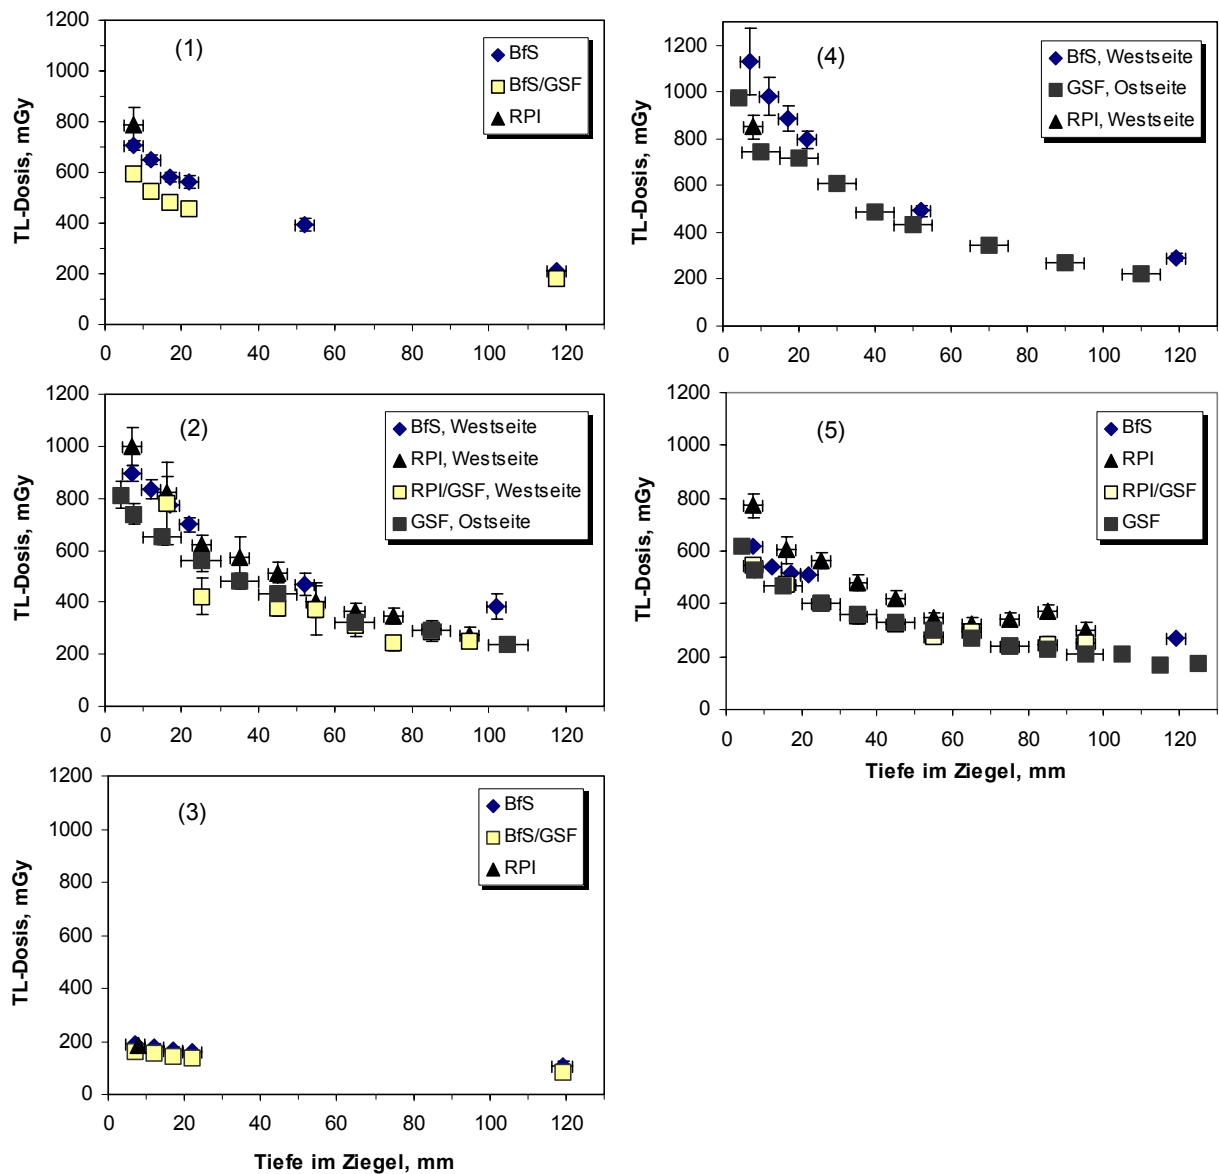 (1)
TL-Dosis, mGy
1200
1000
800
600
400
200
0
0 20 40 60 80 100 120
BfS
BfS/GSF
RPI
(4)
TL-Dosis, mGy
1200
1000
800
600
400
200
0
0 20 40 60 80 100 120
BfS, Westseite
GSF, Ostseite
RPI, Westseite
(2)
TL-Dosis, mGy
1200
1000
800
600
400
200
0
0 20 40 60 80 100 120
BfS, Westseite
RPI, Westseite
RPI/GSF, Westseite
GSF, Ostseite
(5)
TL-Dosis, mGy
1200
1000
800
600
400
200
0
0 20 40 60 80 100 120
Tiefe im Ziegel, mm
BfS
RPI
RPI/GSF
GSF
(3)
TL-Dosis, mGy
1200
1000
800
600
400
200
0
0 20 40 60 80 100 120
Tiefe im Ziegel, mm
BfS
BfS/GSF
RPI